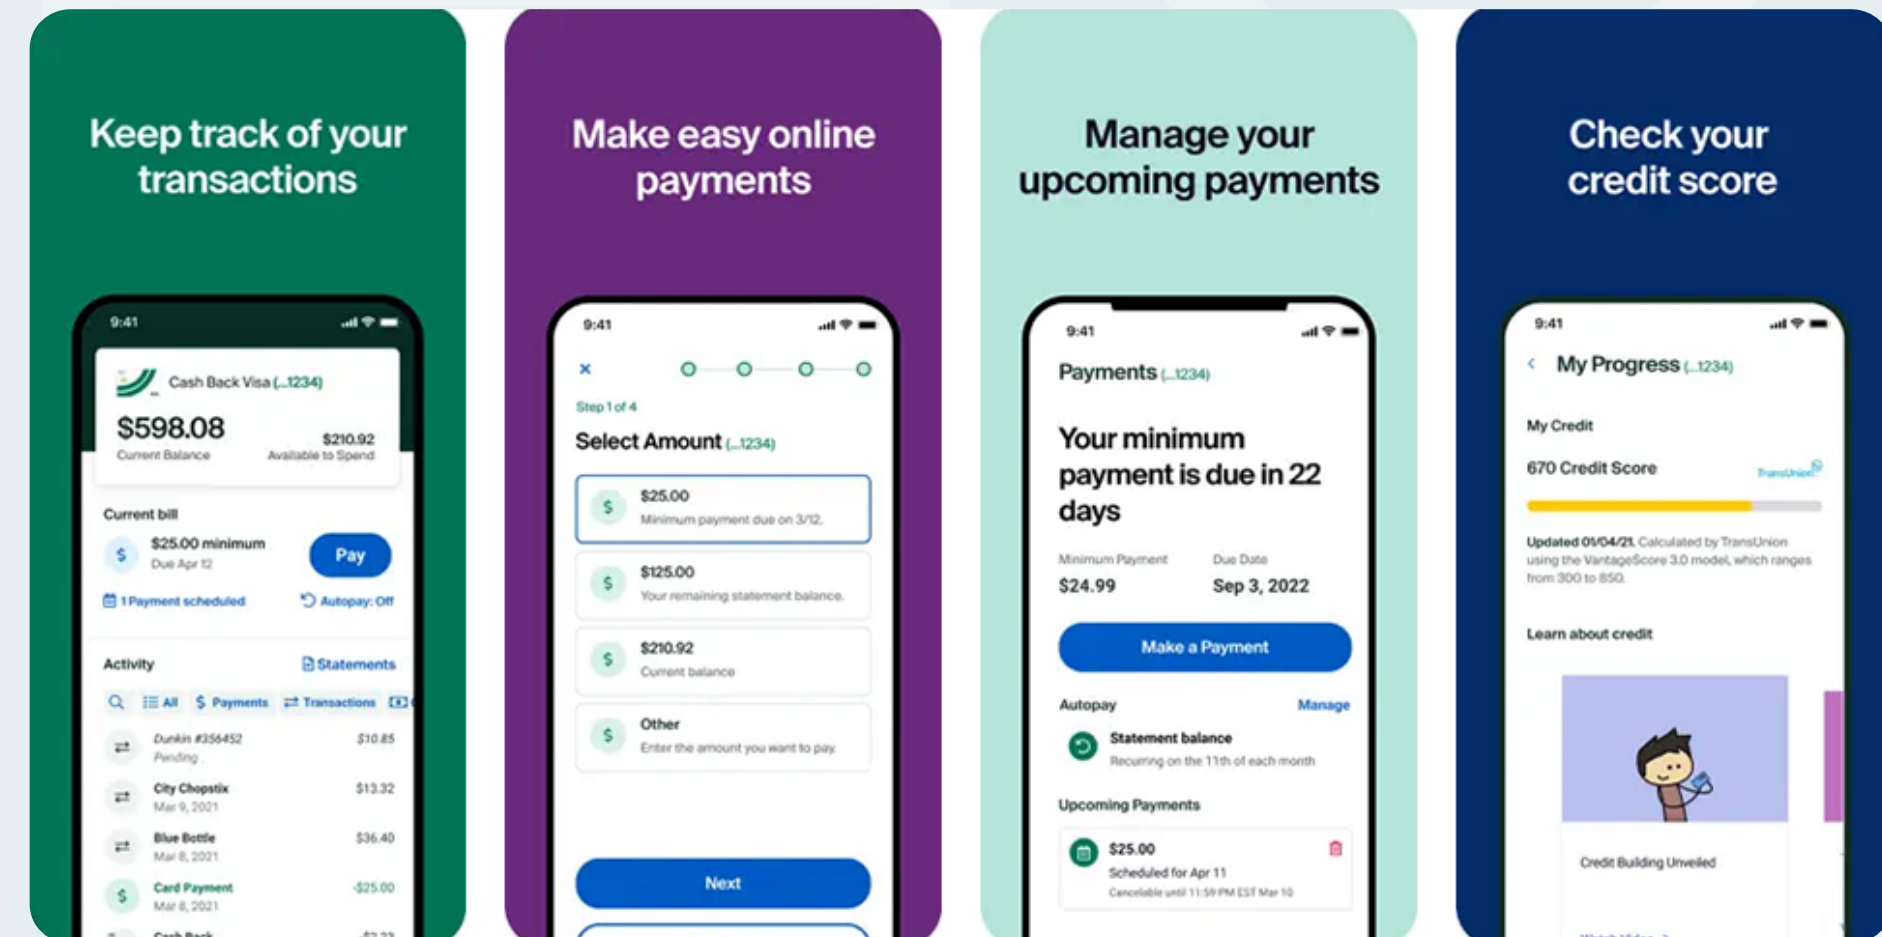 Keep track of your
transactions
9:41
Cash Back Visa (...1234)
$598.08
Current Balance
$210.92
Available to Spend
Current bill
$25.00 minimum
Due Apr 12
Pay
1 Payment scheduled
Autopay: Off
Activity
Statements
All
Payments
Transactions
Dunkin #356452
$10.85
Pending
City Chopstix
$13.32
Mar 9, 2021
Blue Bottle
$36.40
Mar 8, 2021
Card Payment
-$25.00
Mar 8, 2021
Cash Back
Make easy online
payments
9:41
Step 1 of 4
Select Amount (...1234)
$25.00
Minimum payment due on 3/12.
$125.00
Your remaining statement balance.
$210.92
Current balance
Other
Enter the amount you want to pay.
Next
Manage your
upcoming payments
9:41
Payments (...1234)
Your minimum
payment is due in 22
days
Minimum Payment
Due Date
$24.99
Sep 3, 2022
Make a Payment
Autopay
Manage
Statement balance
Recurring on the 11th of each month
Upcoming Payments
$25.00
Scheduled for Apr 11
Cancelable until 11:59 PM EST Mar 10
Check your
credit score
9:41
My Progress (...1234)
My Credit
670 Credit Score
TransUnion
Updated 01/04/21. Calculated by TransUnion
using the VantageScore 3.0 model, which ranges
from 300 to 850.
Learn about credit
Credit Building Unveiled